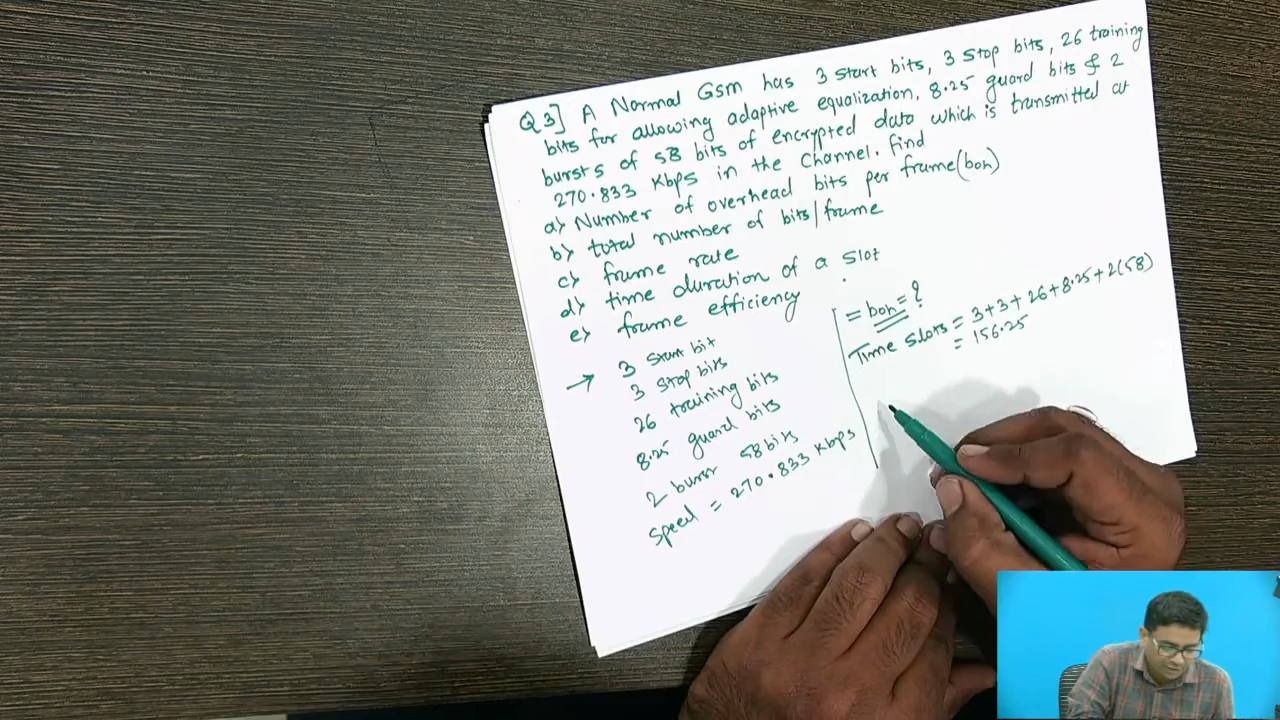 Q3] A Normal GSM has 3 start bits, 3 stop bits, 26 training
bits for allowing adaptive equalization, 8.25 guard bits & 2
bursts of 58 bits of encrypted data which is transmitted at
270.833 Kbps in the channel. find
a) Number of overhead bits per frame (boh)
b) total number of bits/frame
c) frame rate
d) time duration of a slot
e) frame efficiency
→ 3 start bit
3 stop bits
26 training bits
8.25 guard bits
2 burst 58 bits
Speed = 270.833 Kbps
= boh = ?
Time slots = 3+3+26+8.25+2(58)
= 156.25